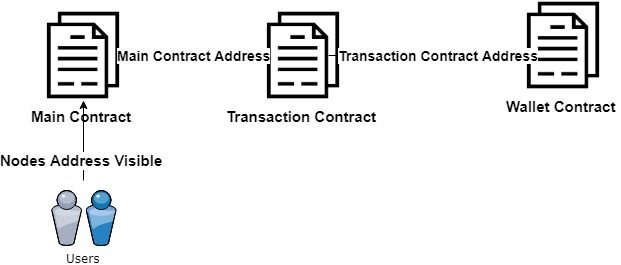 Main Contract Address
Transaction Contract Address
Main Contract
Transaction Contract
Wallet Contract
Nodes Address Visible
Users